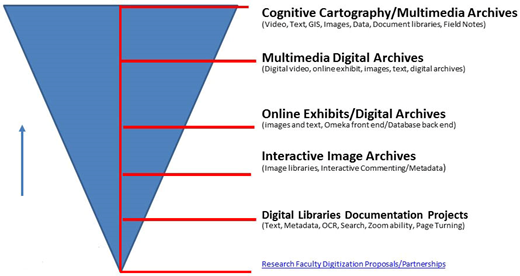 Cognitive Cartography/Multimedia Archives
(Video, Text, GIS, Images, Data, Document libraries, Field Notes)
Multimedia Digital Archives
(Digital video, online exhibit, images, text, digital archives)
Online Exhibits/Digital Archives
(images and text, Omeka front end/Database back end)
Interactive Image Archives
(Image libraries, Interactive Commenting/Metadata)
Digital Libraries Documentation Projects
(Text, Metadata, OCR, Search, Zoom ability, Page Turning)
Research Faculty Digitization Proposals/Partnerships